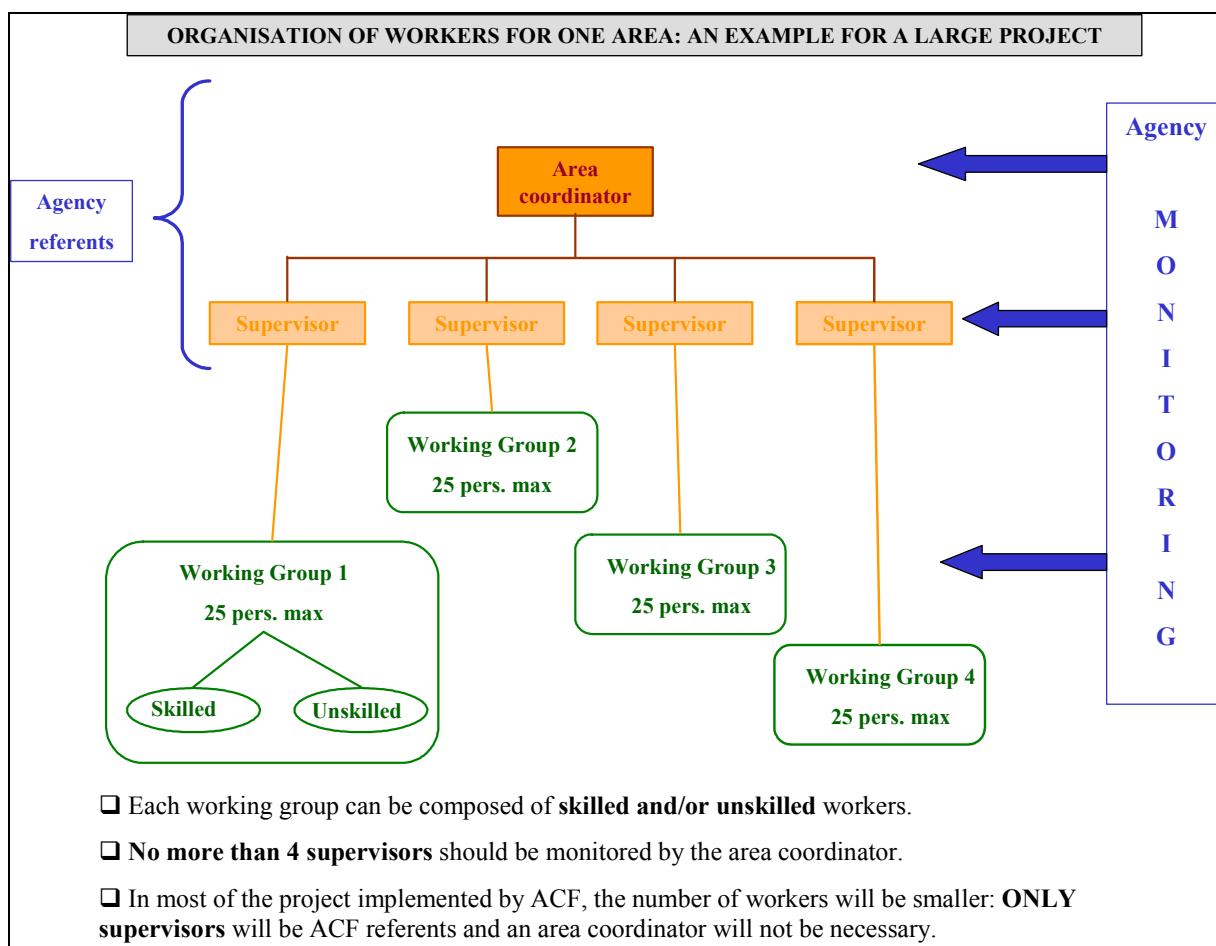 ORGANISATION OF WORKERS FOR ONE AREA: AN EXAMPLE FOR A LARGE PROJECT
Agency
referents
Area
coordinator
Agency
M
O
N
I
T
O
R
I
N
G
Supervisor
Supervisor
Supervisor
Supervisor
Working Group 1
25 pers. max
Skilled
Unskilled
Working Group 2
25 pers. max
Working Group 3
25 pers. max
Working Group 4
25 pers. max
❑ Each working group can be composed of skilled and/or unskilled workers.
❑ No more than 4 supervisors should be monitored by the area coordinator.
❑ In most of the project implemented by ACF, the number of workers will be smaller: ONLY
supervisors will be ACF referents and an area coordinator will not be necessary.